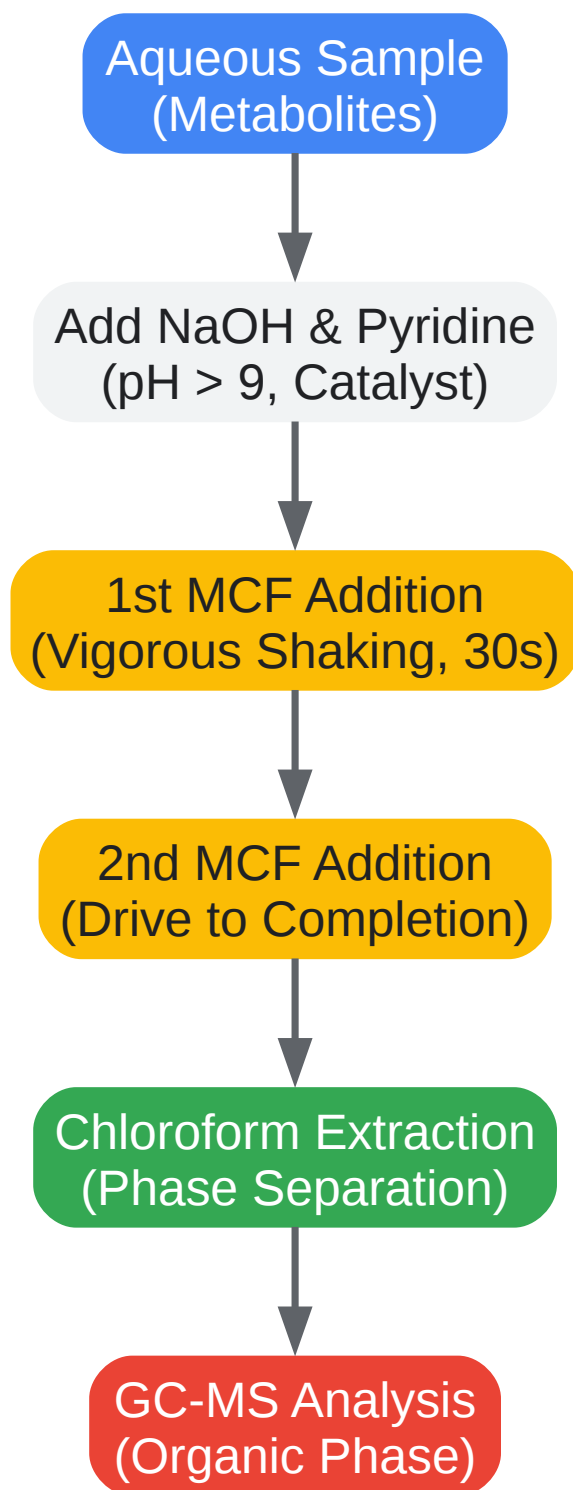 Aqueous Sample
(Metabolites)
Add NaOH & Pyridine
(pH > 9, Catalyst)
1st MCF Addition
(Vigorous Shaking, 30s)
2nd MCF Addition
(Drive to Completion)
Chloroform Extraction
(Phase Separation)
GC-MS Analysis
(Organic Phase)